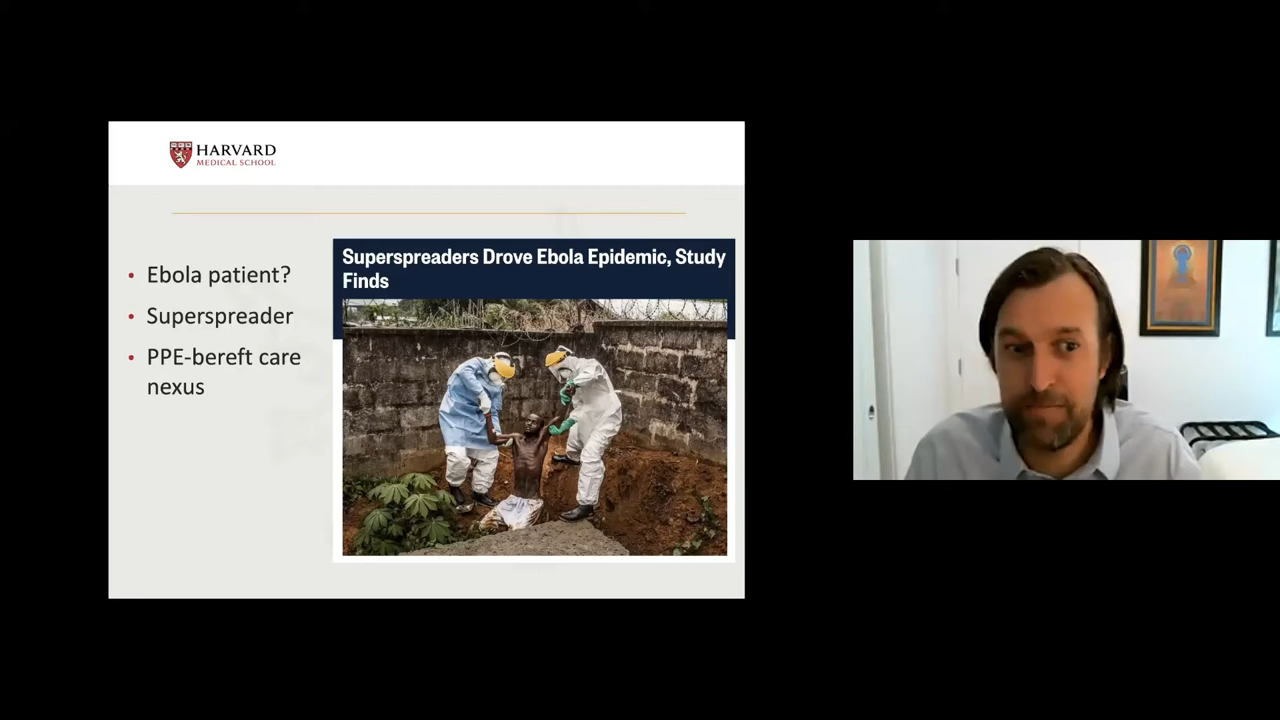 HARVARD
MEDICAL SCHOOL
• Ebola patient?
• Superspreader
• PPE-bereft care
nexus
Superspreaders Drove Ebola Epidemic, Study
Finds